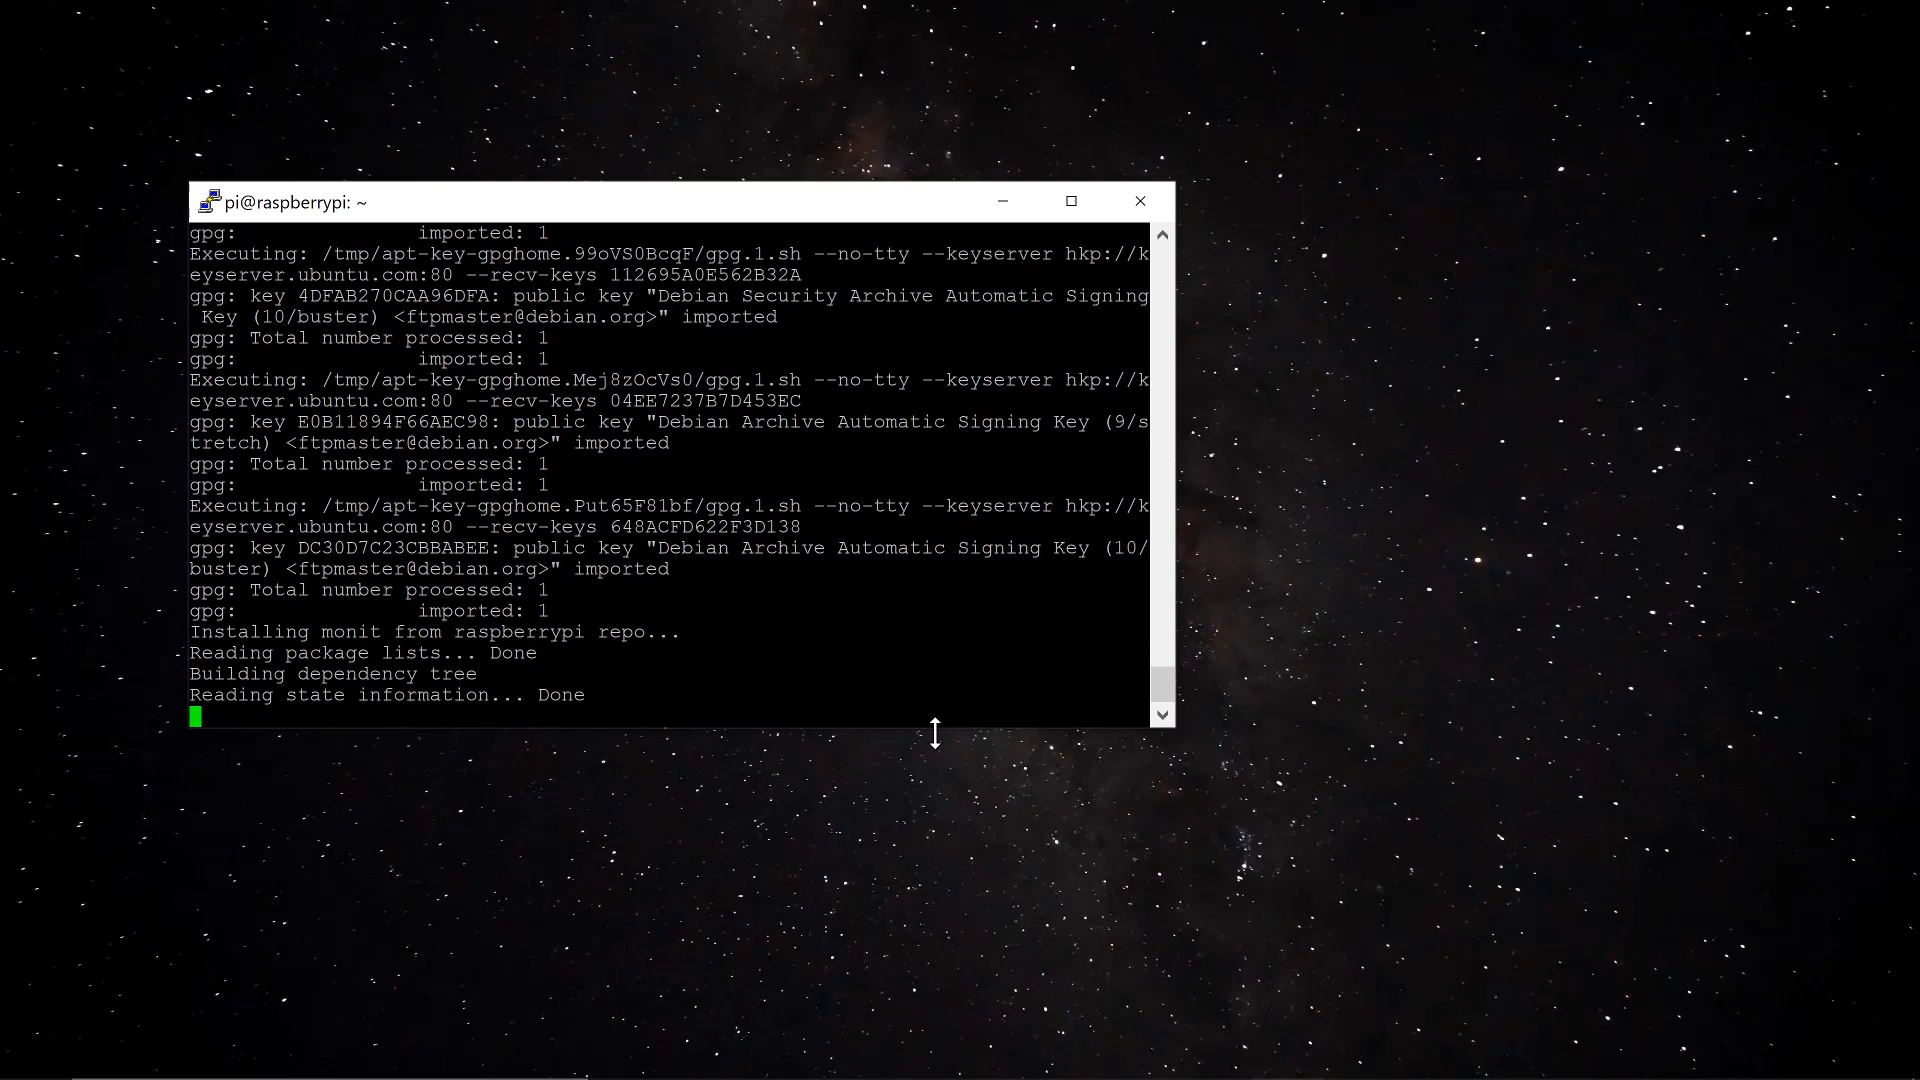 pi@raspberrypi: ~
gpg:               imported: 1
Executing: /tmp/apt-key-gpghome.99oVS0BcqF/gpg.1.sh --no-tty --keyserver hkp://k
eyserver.ubuntu.com:80 --recv-keys 112695A0E562B32A
gpg: key 4DFAB270CAA96DFA: public key "Debian Security Archive Automatic Signing
 Key (10/buster) <ftpmaster@debian.org>" imported
gpg: Total number processed: 1
gpg:               imported: 1
Executing: /tmp/apt-key-gpghome.Mej8zOcVs0/gpg.1.sh --no-tty --keyserver hkp://k
eyserver.ubuntu.com:80 --recv-keys 04EE7237B7D453EC
gpg: key E0B11894F66AEC98: public key "Debian Archive Automatic Signing Key (9/s
tretch) <ftpmaster@debian.org>" imported
gpg: Total number processed: 1
gpg:               imported: 1
Executing: /tmp/apt-key-gpghome.Put65F81bf/gpg.1.sh --no-tty --keyserver hkp://k
eyserver.ubuntu.com:80 --recv-keys 648ACFD622F3D138
gpg: key DC30D7C23CBBABEE: public key "Debian Archive Automatic Signing Key (10/
buster) <ftpmaster@debian.org>" imported
gpg: Total number processed: 1
gpg:               imported: 1
Installing monit from raspberrypi repo...
Reading package lists... Done
Building dependency tree
Reading state information... Done